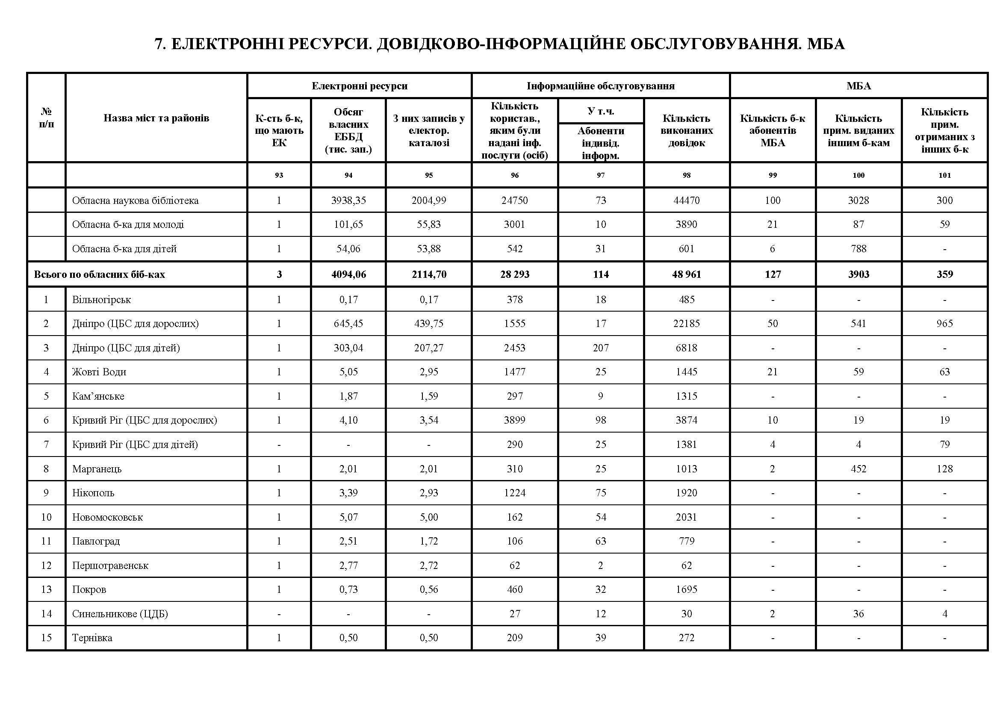 7. ЕЛЕКТРОННІ РЕСУРСИ. ДОВІДКОВО-ІНФОРМАЦІЙНЕ ОБСЛУГОВУВАННЯ. МБА
№ п/п Назва міст та районів Електронні ресурси Інформаційне обслуговування МБА
К-сть б-к, що мають ЕК Обсяг власних ЕББД (тис. зап.) З них записів у електор. каталозі Кількість користав., яким були надані інф. послуги (осіб) У т.ч. Абоненти індивід. інформ. Кількість виконаних довідок Кількість б-к абонентів МБА Кількість прим. виданих іншим б-кам Кількість прим. отриманих з інших б-к
93 94 95 96 97 98 99 100 101
Обласна наукова бібліотека 1 3938,35 2004,99 24750 73 44470 100 3028 300
Обласна б-ка для молоді 1 101,65 55,83 3001 10 3890 21 87 59
Обласна б-ка для дітей 1 54,06 53,88 542 31 601 6 788 -
Всього по обласних біб-ках 3 4094,06 2114,70 28 293 114 48 961 127 3903 359
1 Вільногірськ 1 0,17 0,17 378 18 485 - - -
2 Дніпро (ЦБС для дорослих) 1 645,45 439,75 1555 17 22185 50 541 965
3 Дніпро (ЦБС для дітей) 1 303,04 207,27 2453 207 6818 - - -
4 Жовті Води 1 5,05 2,95 1477 25 1445 21 59 63
5 Кам’янське 1 1,87 1,59 297 9 1315 - - -
6 Кривий Ріг (ЦБС для дорослих) 1 4,10 3,54 3899 98 3874 10 19 19
7 Кривий Ріг (ЦБС для дітей) - - - 290 25 1381 4 4 79
8 Марганець 1 2,01 2,01 310 25 1013 2 452 128
9 Нікополь 1 3,39 2,93 1224 75 1920 - - -
10 Новомосковськ 1 5,07 5,00 162 54 2031 - - -
11 Павлоград 1 2,51 1,72 106 63 779 - - -
12 Першотравенськ 1 2,77 2,72 62 2 62 - - -
13 Покров 1 0,73 0,56 460 32 1695 - - -
14 Синельникове (ЦДБ) - - - 27 12 30 2 36 4
15 Тернівка 1 0,50 0,50 209 39 272 - - -